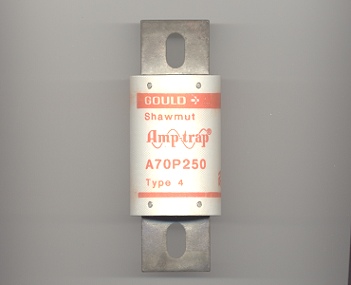 GOULD
Shawmut
Amp trap®
A70P250
Type 4